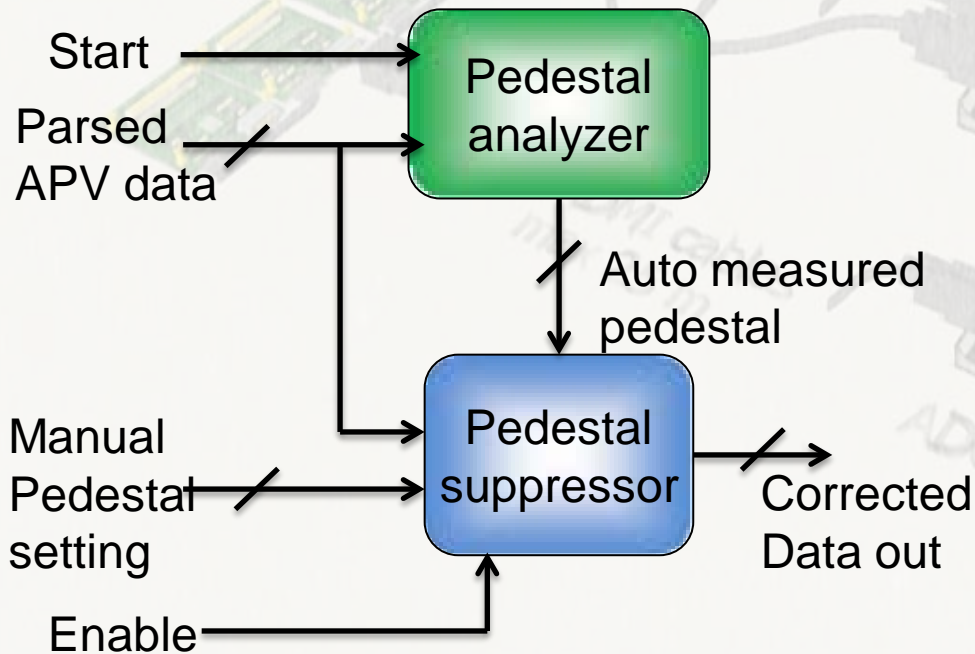 Start
Pedestal
analyzer
Parsed
APV data
Auto measured
pedestal
Manual
Pedestal
setting
Pedestal
suppressor
Corrected
Data out
Enable